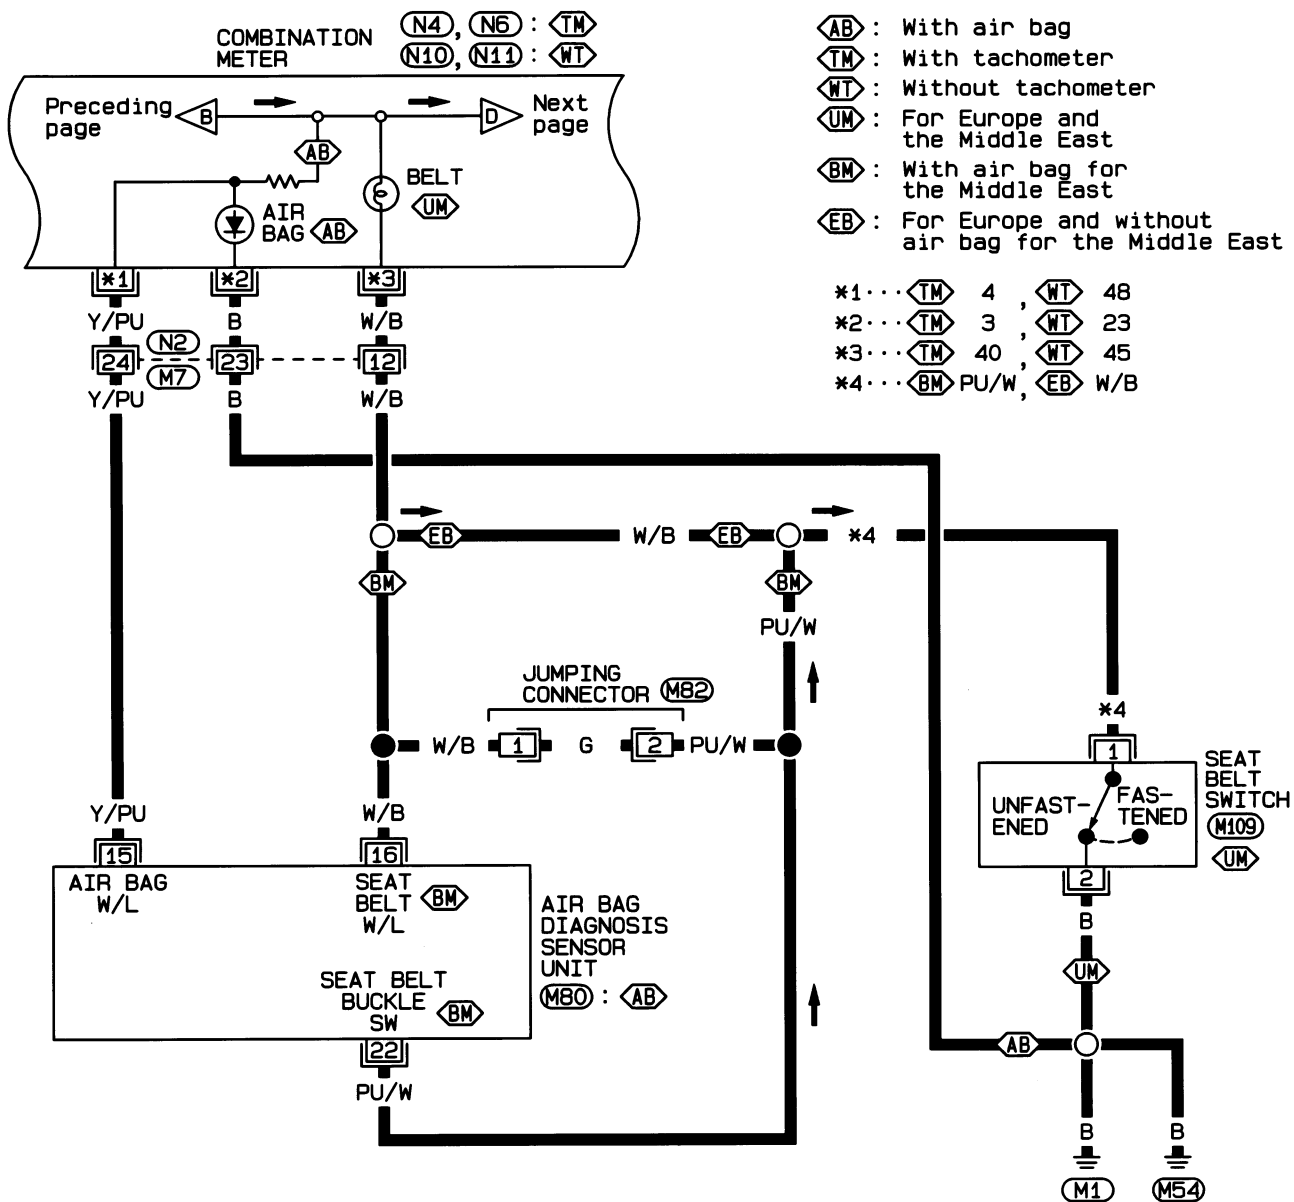 COMBINATION
METER
N4, N6 : TM
N10, N11 : WT
AB : With air bag
TM : With tachometer
WT : Without tachometer
UM : For Europe and
the Middle East
BM : With air bag for
the Middle East
EB : For Europe and without
air bag for the Middle East
Preceding
page
B
D
Next
page
AB
BELT
UM
AIR
BAG AB
*1 *2 *3
*1··· TM 4 , WT 48
*2··· TM 3 , WT 23
*3··· TM 40 , WT 45
*4··· BM PU/W , EB W/B
Y/PU B W/B
N2
24 23 12
M7
Y/PU B W/B
EB W/B EB *4
BM BM
PU/W
JUMPING
CONNECTOR M82
W/B 1 G 2 PU/W
*4
1
SEAT
BELT
SWITCH
M109
UM
UNFAST-
ENED
FAS-
TENED
2
B
UM
Y/PU W/B
15 16
AIR BAG
W/L
SEAT
BELT
W/L
BM
AIR BAG
DIAGNOSIS
SENSOR
UNIT
M80 : AB
SEAT BELT
BUCKLE
SW
BM
22
PU/W
AB
B B
M1 M54